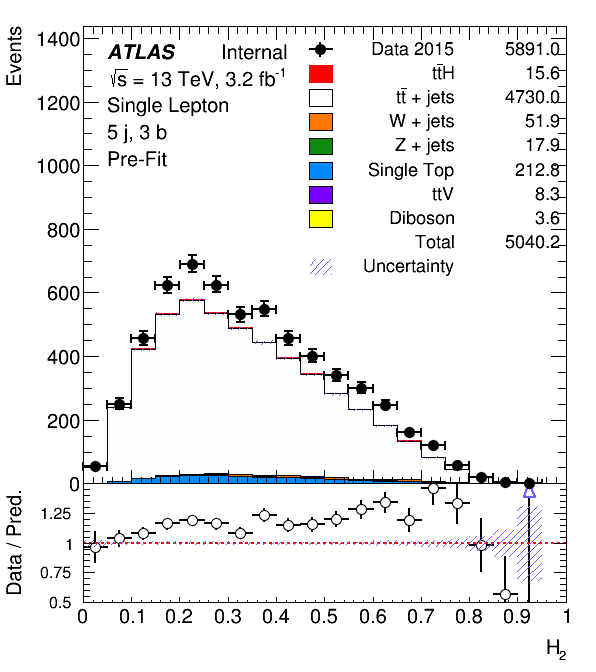 Events
1400
1200
1000
800
600
400
200
0
ATLAS Internal
√s = 13 TeV, 3.2 fb⁻¹
Single Lepton
5 j, 3 b
Pre-Fit
Data 2015 5891.0
tt̄H 15.6
tt̄ + jets 4730.0
W + jets 51.9
Z + jets 17.9
Single Top 212.8
ttV 8.3
Diboson 3.6
Total 5040.2
Uncertainty
Data / Pred.
1.25
1
0.75
0.5
0 0.1 0.2 0.3 0.4 0.5 0.6 0.7 0.8 0.9 1
H₂